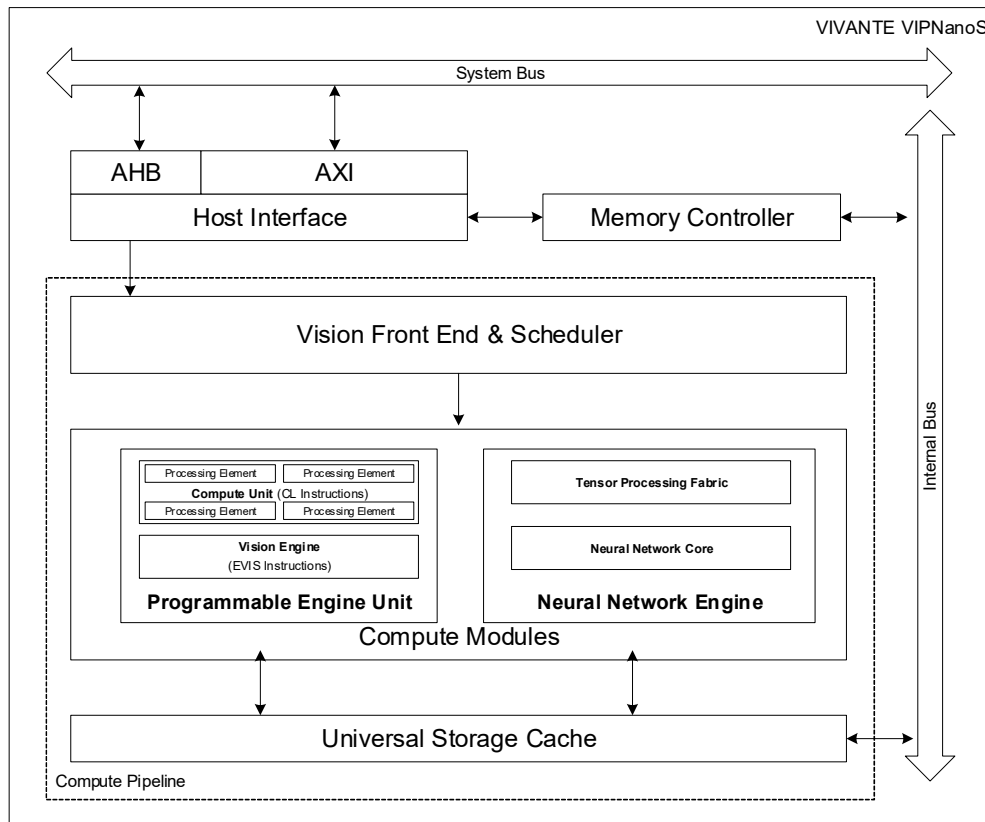 VIVANTE VIPNanoS
System Bus
AHB
AXI
Host Interface
Memory Controller
Vision Front End & Scheduler
Internal Bus
Processing Element
Processing Element
Compute Unit (CL Instructions)
Processing Element
Processing Element
Vision Engine
(EVIS Instructions)
Programmable Engine Unit
Tensor Processing Fabric
Neural Network Core
Neural Network Engine
Compute Modules
Universal Storage Cache
Compute Pipeline